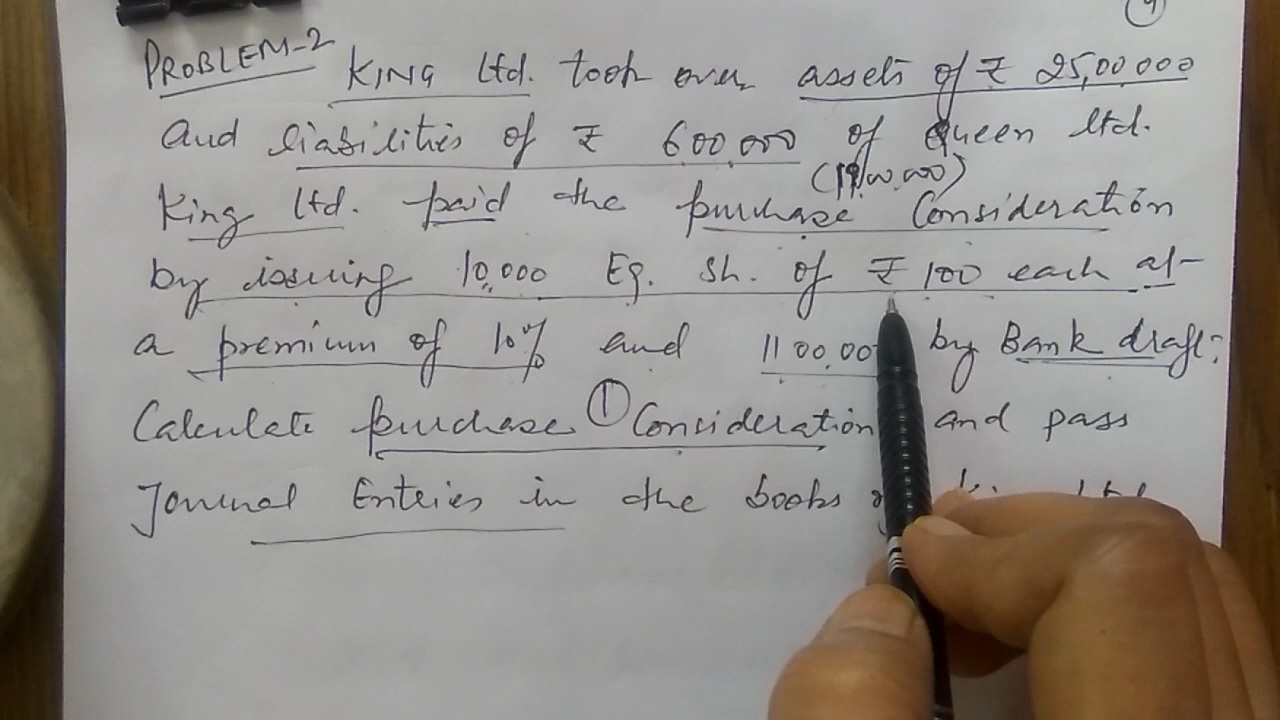 9
PROBLEM-2 KING Ltd. took over assets of ₹ 25,00000
and liabilities of ₹ 600.000 of Queen ltd.
(19,00.000)
King Ltd. paid the purchase Consideration
by issuing 10,000 Eq. Sh. of ₹ 100 each at
a premium of 10% and 11 00.00 by Bank draft.
Calculate purchase ① Consideration and pass
Journal Entries in the books